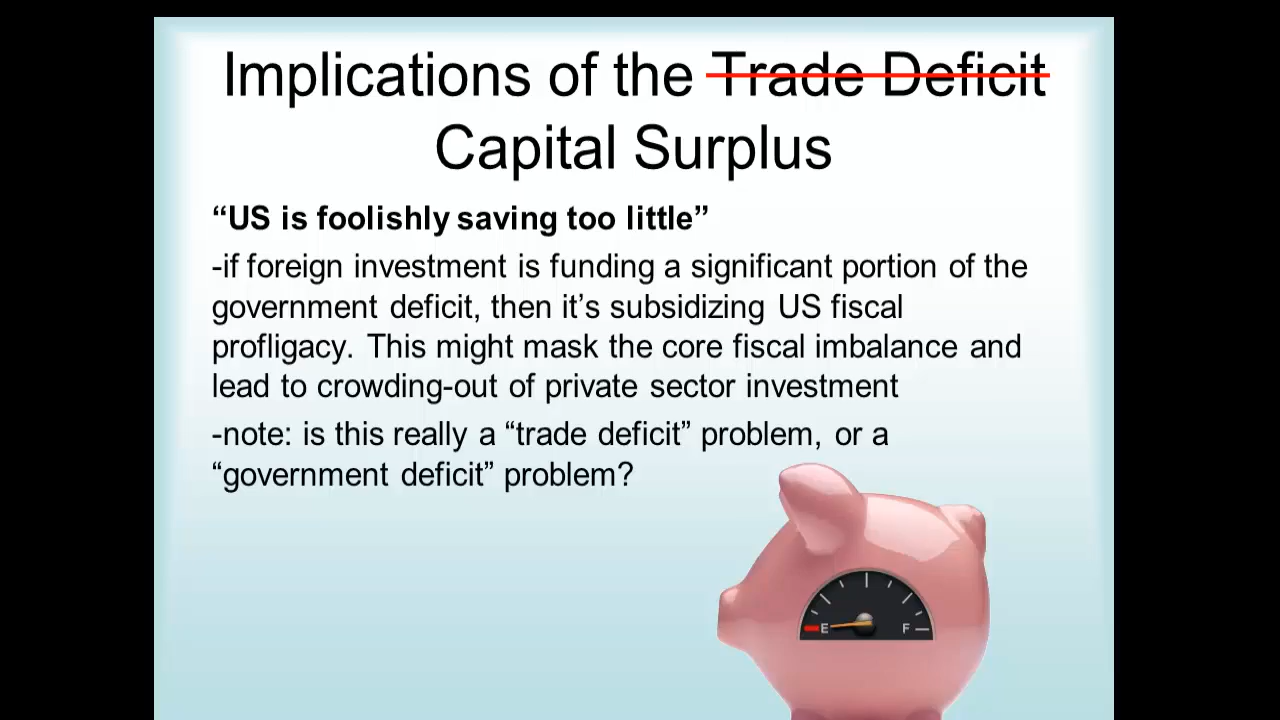 Implications of the Trade Deficit
Capital Surplus
“US is foolishly saving too little”
-if foreign investment is funding a significant portion of the
government deficit, then it’s subsidizing US fiscal
profligacy. This might mask the core fiscal imbalance and
lead to crowding-out of private sector investment
-note: is this really a “trade deficit” problem, or a
“government deficit” problem?
E F